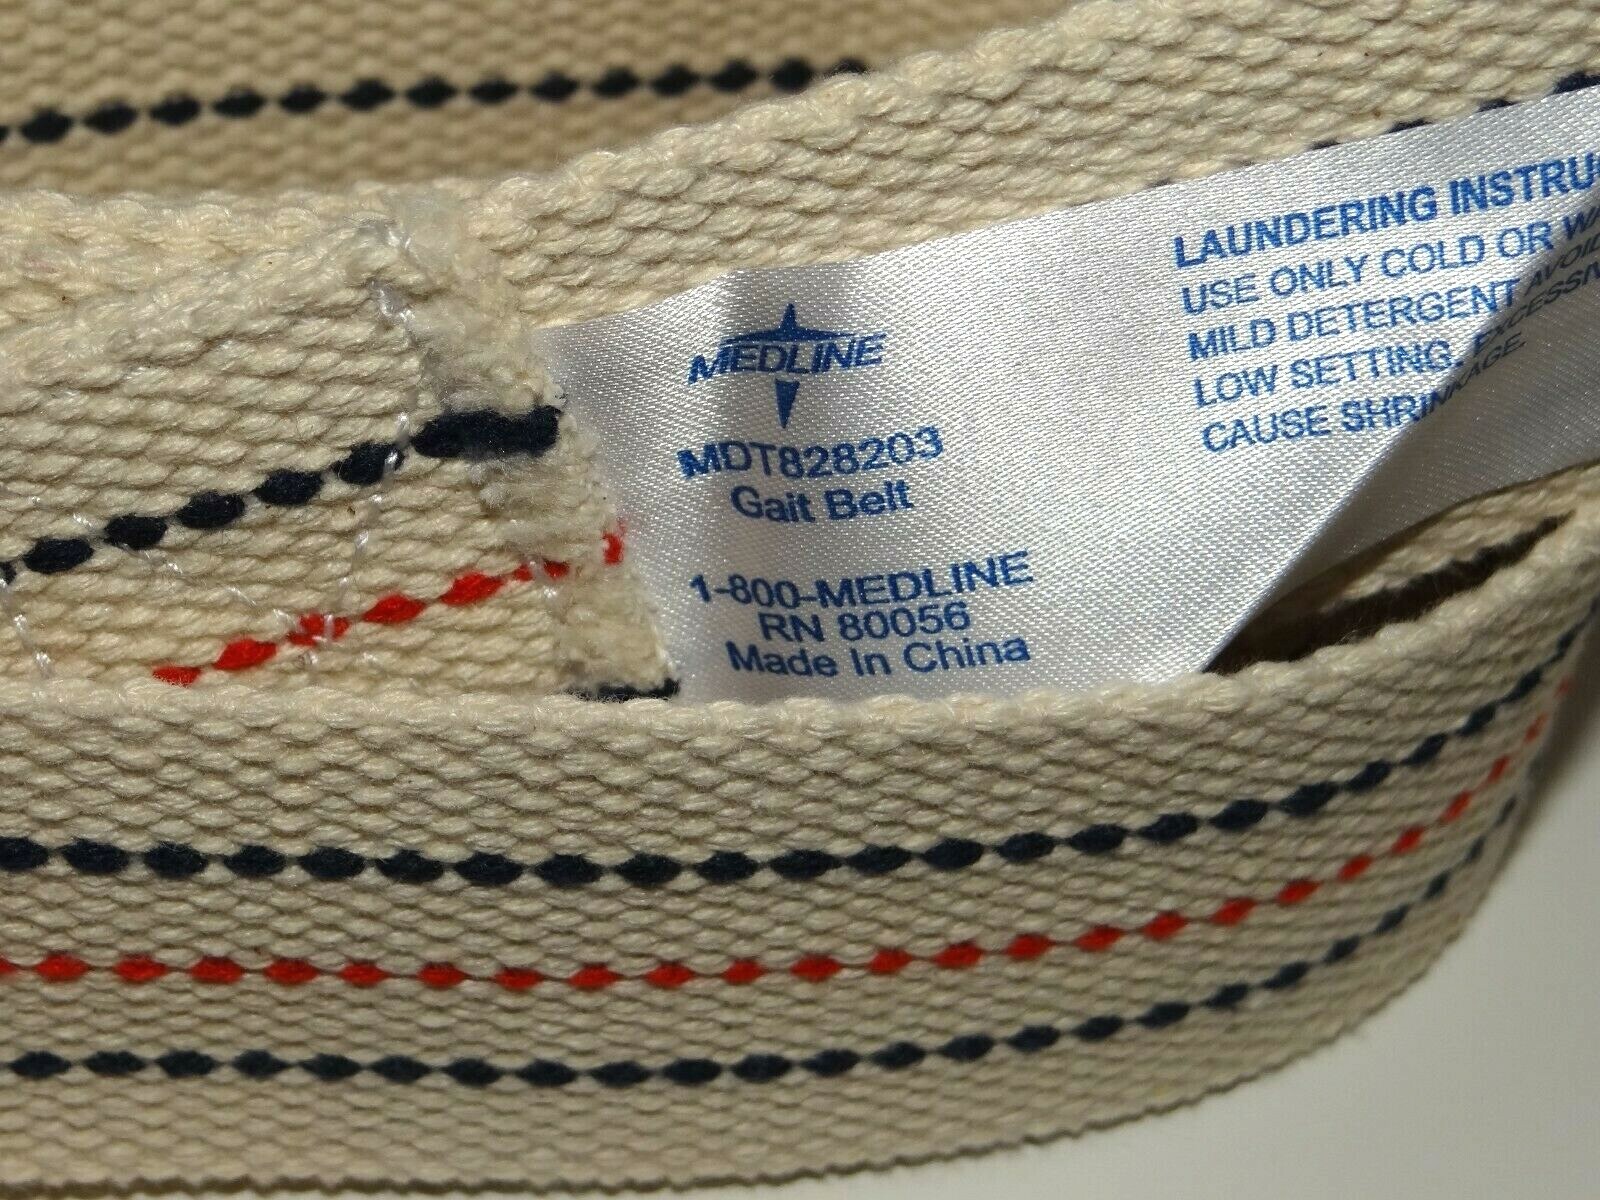 MEDLINE
MDT828203
Gait Belt
1-800-MEDLINE
RN 80056
Made In China
LAUNDERING
USE ONLY COLD OR
MILD DETERGENT AVOID
LOW SETTING.
CAUSE SHRINKAGE.